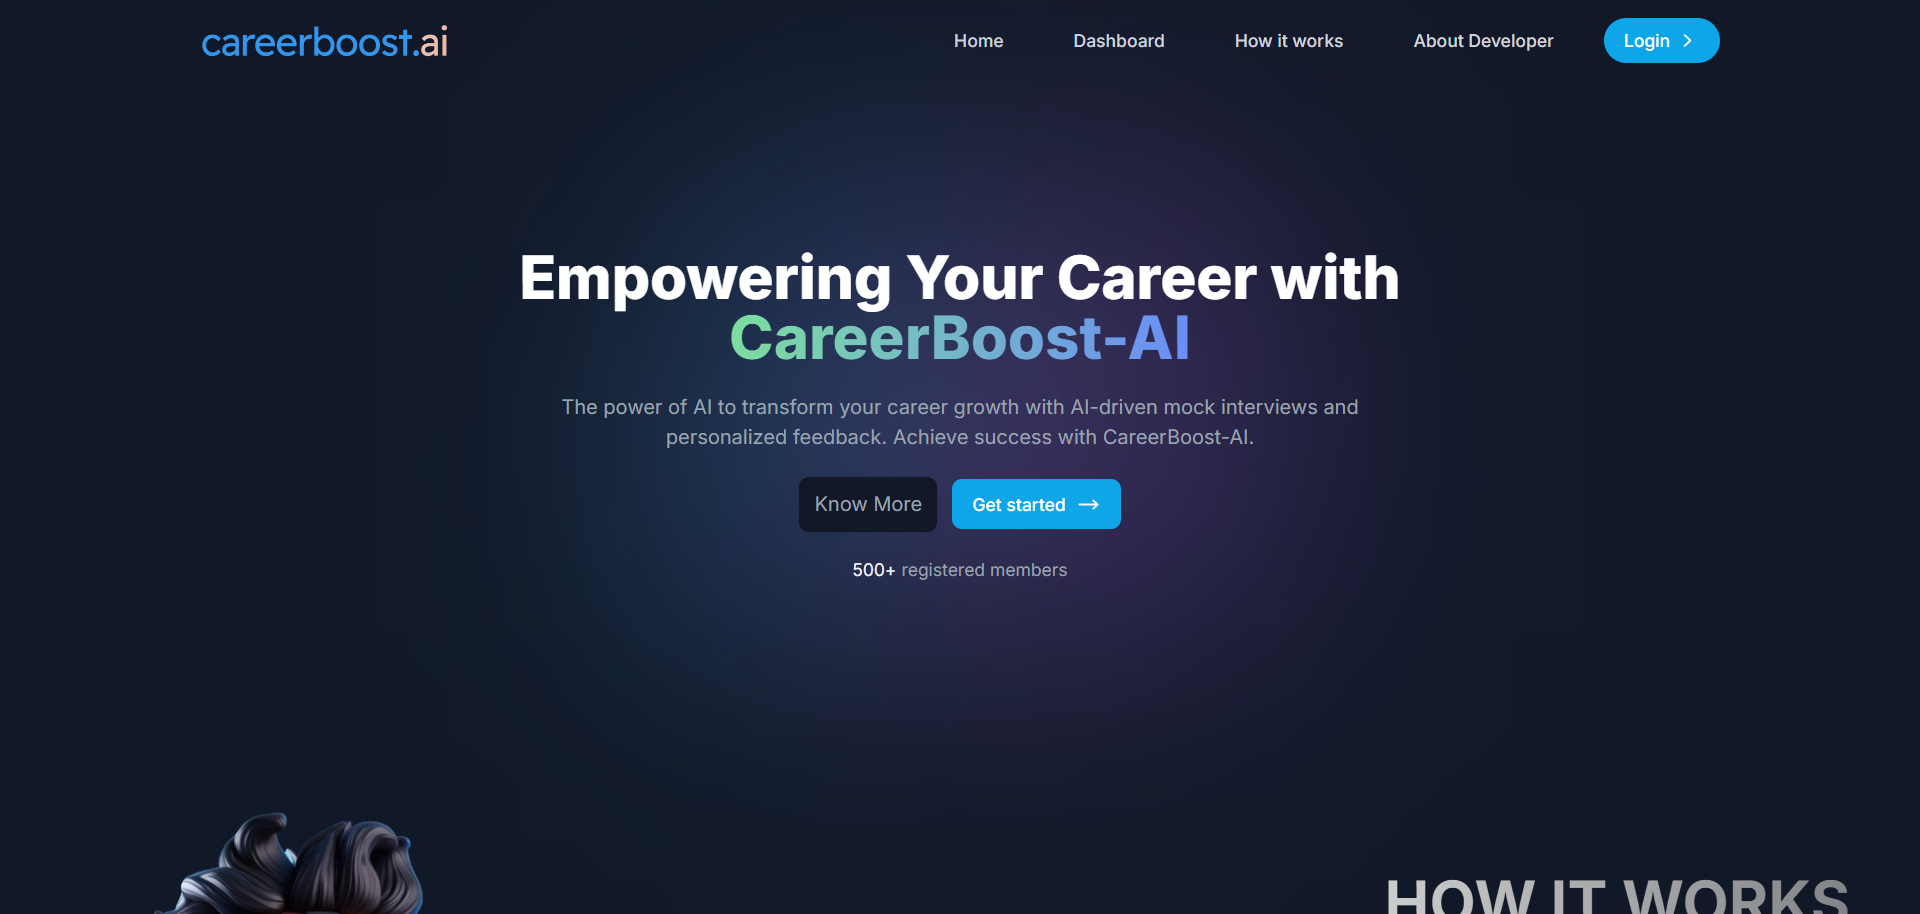 careerboost.ai
Home
Dashboard
How it works
About Developer
Login
Empowering Your Career with
CareerBoost-AI
The power of AI to transform your career growth with AI-driven mock interviews and
personalized feedback. Achieve success with CareerBoost-AI.
Know More
Get started
500+ registered members
HOW IT WORKS